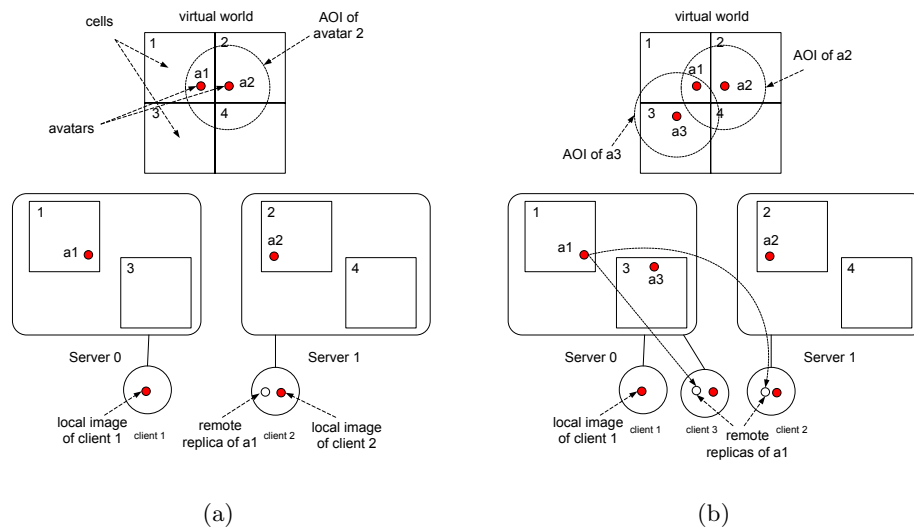 virtual world
cells
AOI of
avatar 2
1
2
a1
a2
avatars
3
4
1
a1
3
2
a2
4
Server 0
Server 1
local image
of client 1
client 1
remote
replica of a1
client 2
local image
of client 2
(a)
virtual world
1
2
AOI of a2
a1
a2
3
4
a3
AOI of a3
1
a1
3
a3
2
a2
4
Server 0
Server 1
local image
of client 1
client 1
client 3
remote
replicas of a1
client 2
(b)